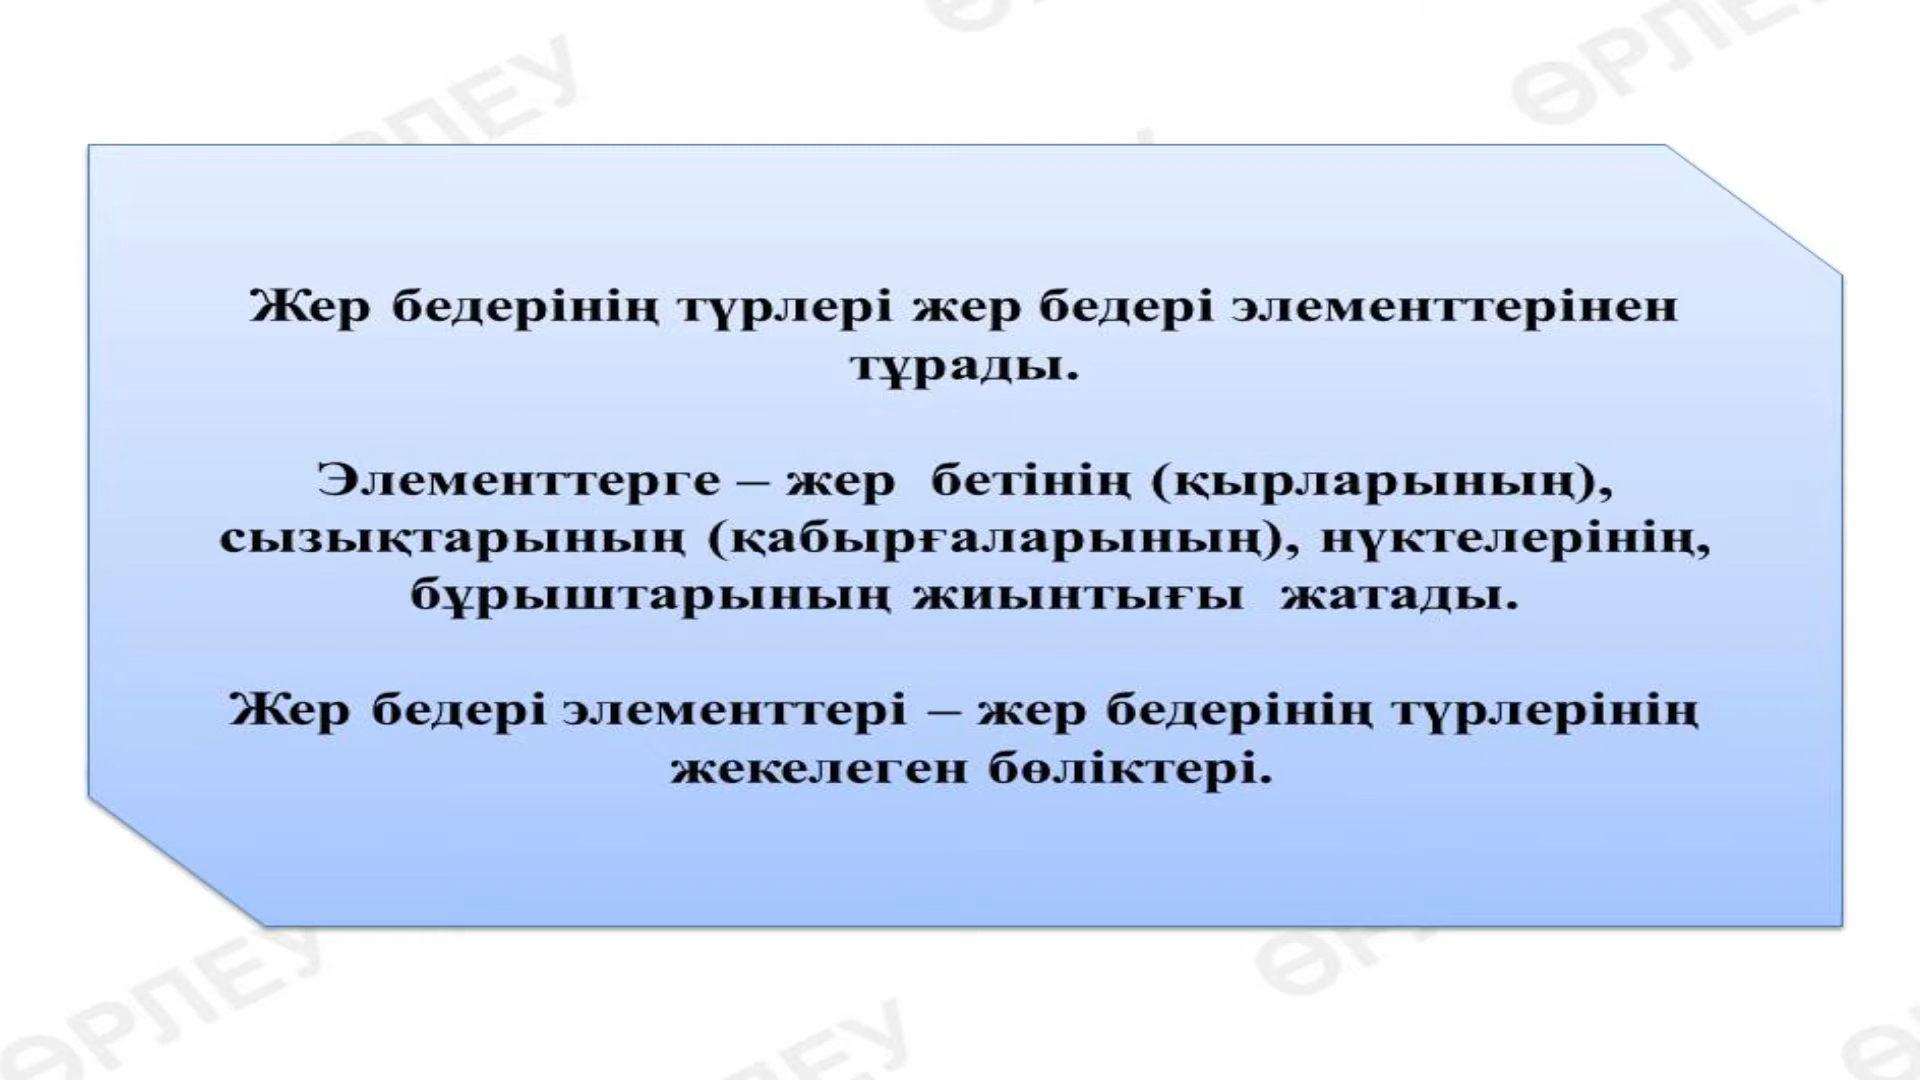 ӨРЛЕУ
Жер бедерінің түрлері жер бедері элементтерінен
тұрады.
Элементтерге – жер бетінің (қырларының),
сызықтарының (қабырғаларының), нүктелерінің,
бұрыштарының жиынтығы жатады.
Жер бедері элементтері – жер бедерінің түрлерінің
жекелеген бөліктері.
ӨРЛЕУ